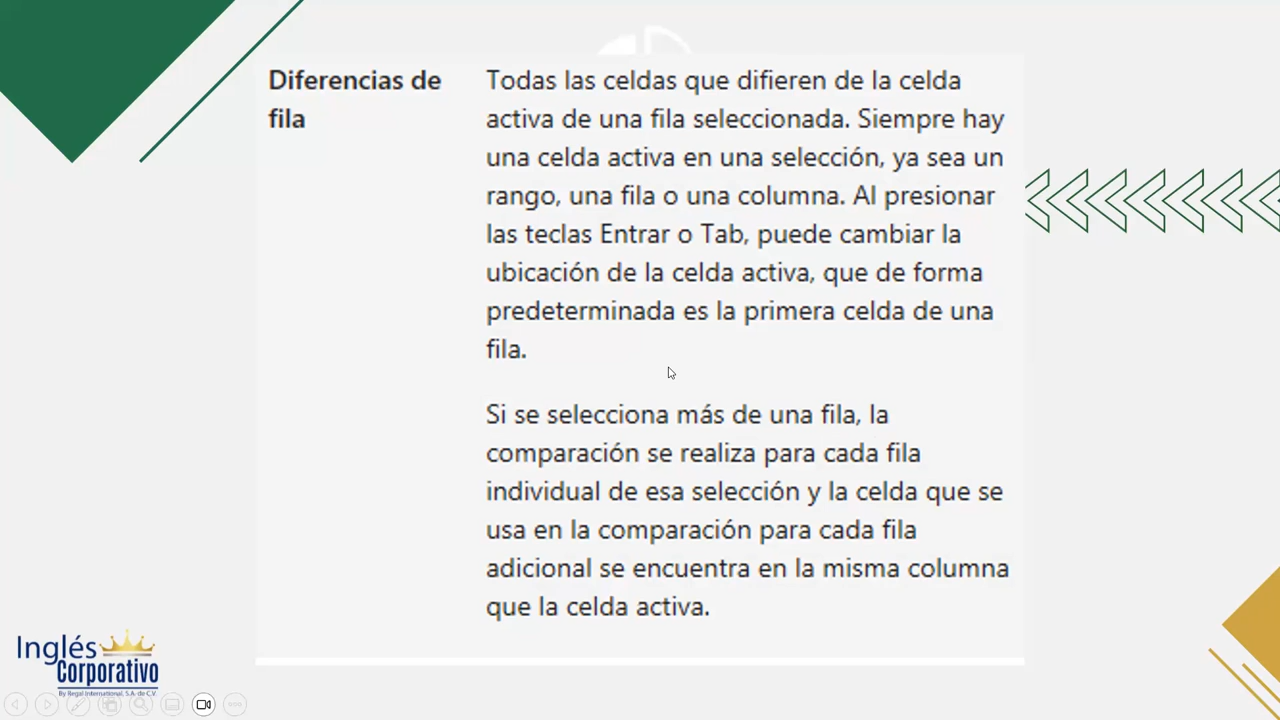 Diferencias de
fila
Todas las celdas que difieren de la celda
activa de una fila seleccionada. Siempre hay
una celda activa en una selección, ya sea un
rango, una fila o una columna. Al presionar
las teclas Entrar o Tab, puede cambiar la
ubicación de la celda activa, que de forma
predeterminada es la primera celda de una
fila.
Si se selecciona más de una fila, la
comparación se realiza para cada fila
individual de esa selección y la celda que se
usa en la comparación para cada fila
adicional se encuentra en la misma columna
que la celda activa.
Inglés
Corporativo
By Regal International, S.A. de C.V.